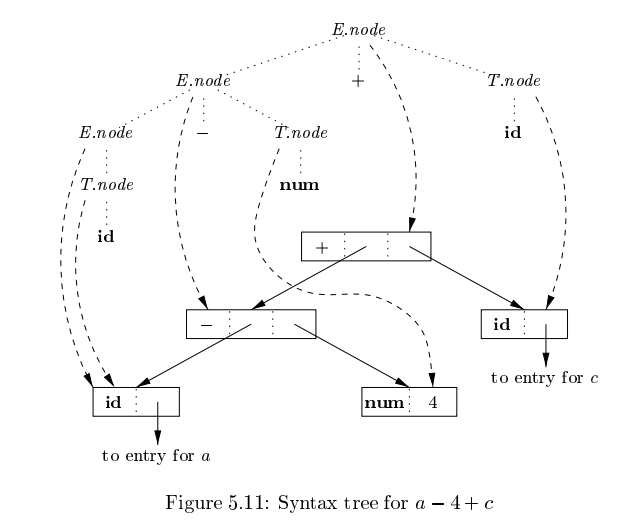 E.node
E.node + T.node
E.node − T.node id
T.node num
id
+
− id
to entry for c
id num 4
to entry for a
Figure 5.11: Syntax tree for a − 4 + c